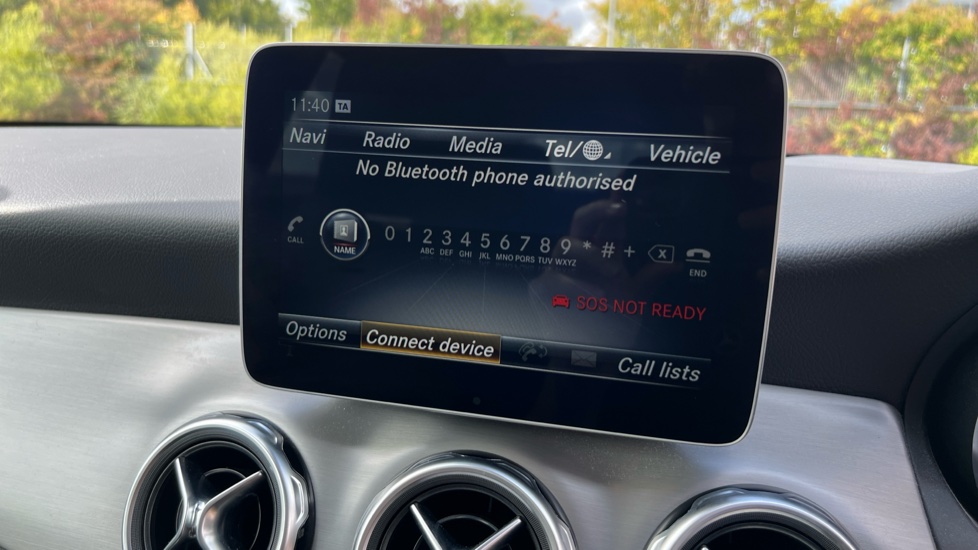 11:40 TA
Navi Radio Media Tel/ Vehicle
No Bluetooth phone authorised
CALL NAME 0 1 2 3 4 5 6 7 8 9 * # + END
ABC DEF GHI JKL MNO PQRS TUV WXYZ
SOS NOT READY
Options Connect device Call lists